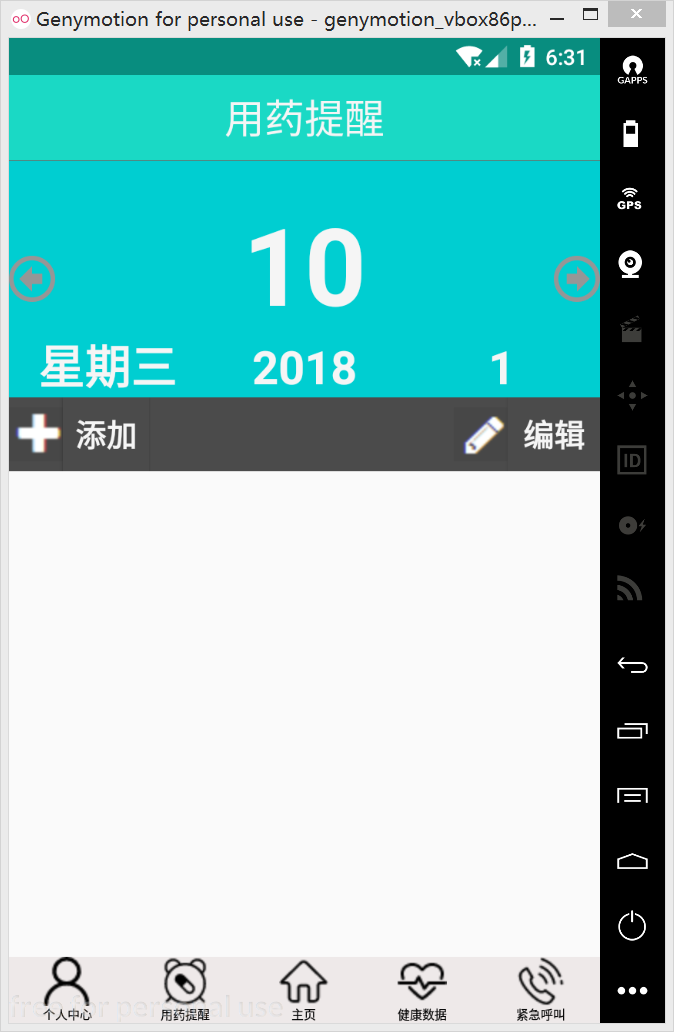 Genymotion for personal use - genymotion_vbox86p...
6:31
GAPPS
用药提醒
GPS
10
星期三 2018 1
添加 编辑
ID
free for personal use
个人中心 用药提醒 主页 健康数据 紧急呼叫